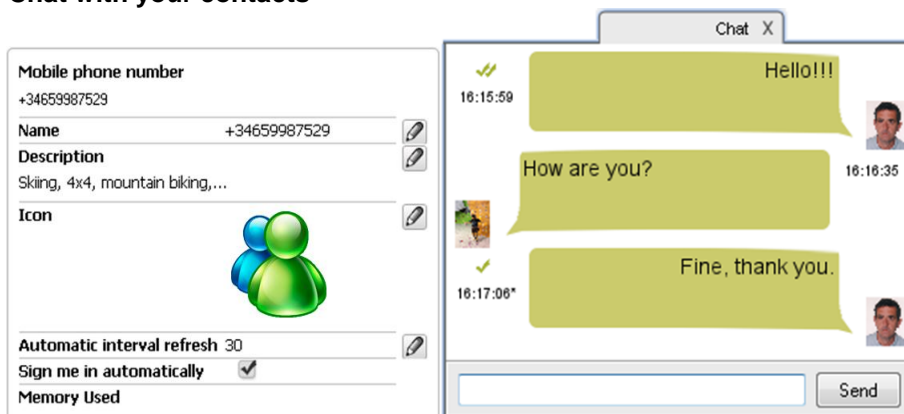 Chat with your contacts
Mobile phone number
+34659987529
Name +34659987529
Description
Skiing, 4x4, mountain biking,...
Icon
Automatic interval refresh 30
Sign me in automatically
Memory Used
Chat X
Hello!!!
16:15:59
How are you?
16:16:35
Fine, thank you.
16:17:06*
Send